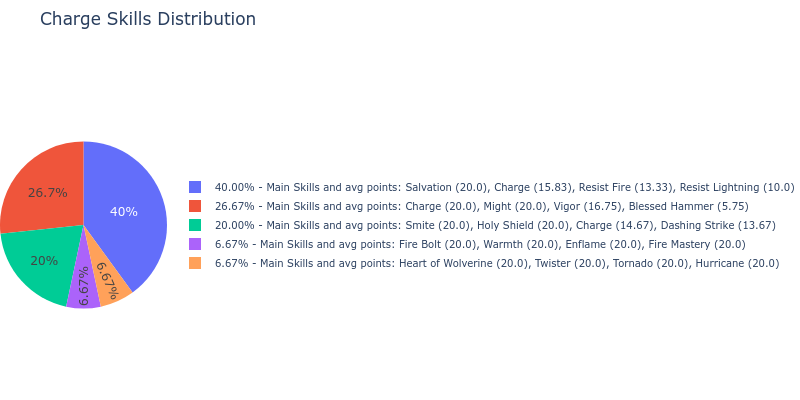 Charge Skills Distribution
40%
26.7%
20%
6.67%
6.67%
40.00% - Main Skills and avg points: Salvation (20.0), Charge (15.83), Resist Fire (13.33), Resist Lightning (10.0)
26.67% - Main Skills and avg points: Charge (20.0), Might (20.0), Vigor (16.75), Blessed Hammer (5.75)
20.00% - Main Skills and avg points: Smite (20.0), Holy Shield (20.0), Charge (14.67), Dashing Strike (13.67)
6.67% - Main Skills and avg points: Fire Bolt (20.0), Warmth (20.0), Enflame (20.0), Fire Mastery (20.0)
6.67% - Main Skills and avg points: Heart of Wolverine (20.0), Twister (20.0), Tornado (20.0), Hurricane (20.0)